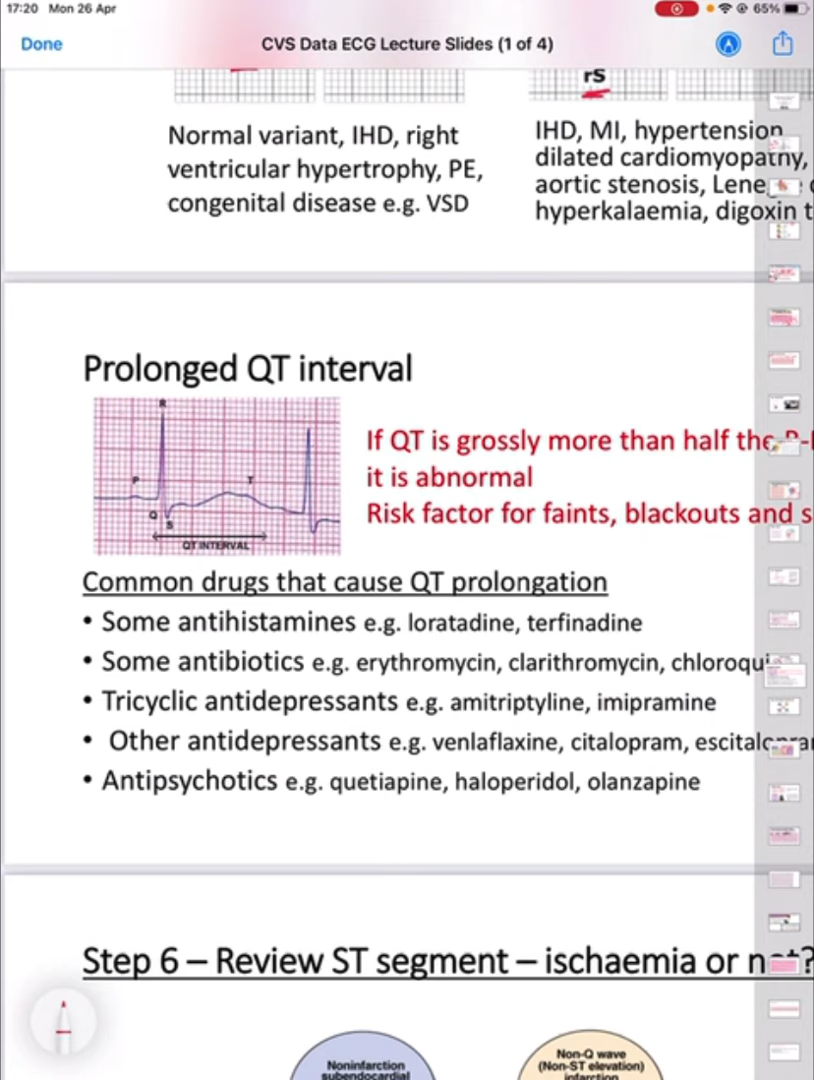 17:20 Mon 26 Apr
65%
Done
CVS Data ECG Lecture Slides (1 of 4)
rS
Normal variant, IHD, right
ventricular hypertrophy, PE,
congenital disease e.g. VSD
IHD, MI, hypertension
dilated cardiomyopathy,
aortic stenosis, Lene
hyperkalaemia, digoxin t
Prolonged QT interval
R
P
T
Q
S
QT INTERVAL
If QT is grossly more than half the
it is abnormal
Risk factor for faints, blackouts and s
Common drugs that cause QT prolongation
• Some antihistamines e.g. loratadine, terfinadine
• Some antibiotics e.g. erythromycin, clarithromycin, chloroqui
• Tricyclic antidepressants e.g. amitriptyline, imipramine
• Other antidepressants e.g. venlaflaxine, citalopram,
• Antipsychotics e.g. quetiapine, haloperidol, olanzapine
Step 6 – Review ST segment – ischaemia or
Noninfarction
subendocardial
Non-Q wave
(Non-ST elevation)
infarction